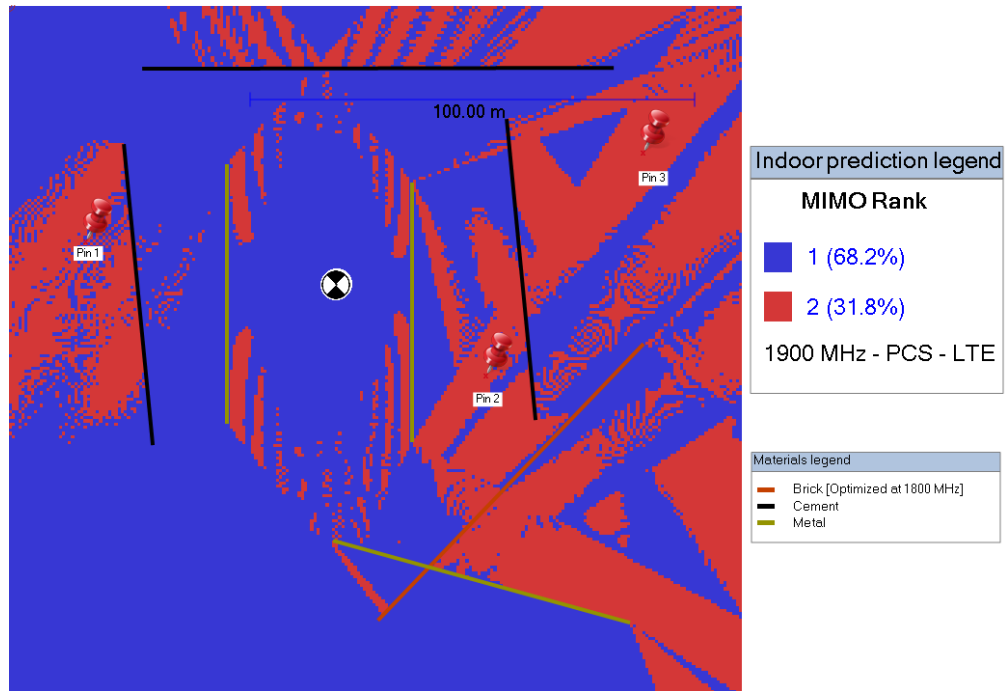 100.00 m
Pin 3
Pin 1
Pin 2
Indoor prediction legend
MIMO Rank
1 (68.2%)
2 (31.8%)
1900 MHz - PCS - LTE
Materials legend
Brick [Optimized at 1800 MHz]
Cement
Metal